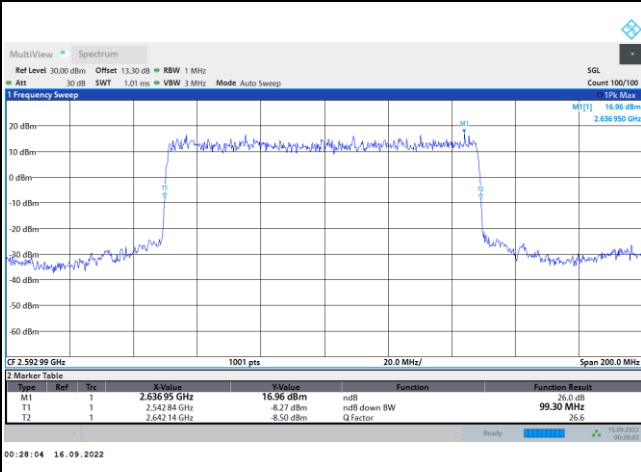 MultiView Spectrum
Ref Level 30.00 dBm Offset 13.30 dB RBW 1 MHz SGL
Att 30 dB SWT 1.01 ms VBW 3 MHz Mode Auto Sweep Count 100/100
1 Frequency Sweep 1Pk Max
M1[1] 16.96 dBm
2.636 950 GHz
M1
20 dBm
10 dBm
0 dBm
T1 T2
-10 dBm
-20 dBm
-30 dBm
-40 dBm
-50 dBm
-60 dBm
CF 2.592 99 GHz 1001 pts 20.0 MHz/ Span 200.0 MHz
2 Marker Table
Type Ref Trc X-Value Y-Value Function Function Result
M1 1 2.636 95 GHz 16.96 dBm ndB 26.0 dB
T1 1 2.542 84 GHz -8.27 dBm ndB down BW 99.30 MHz
T2 1 2.642 14 GHz -8.50 dBm Q Factor 26.6
Ready 16.09.2022
00:28:03
00:28:04 16.09.2022